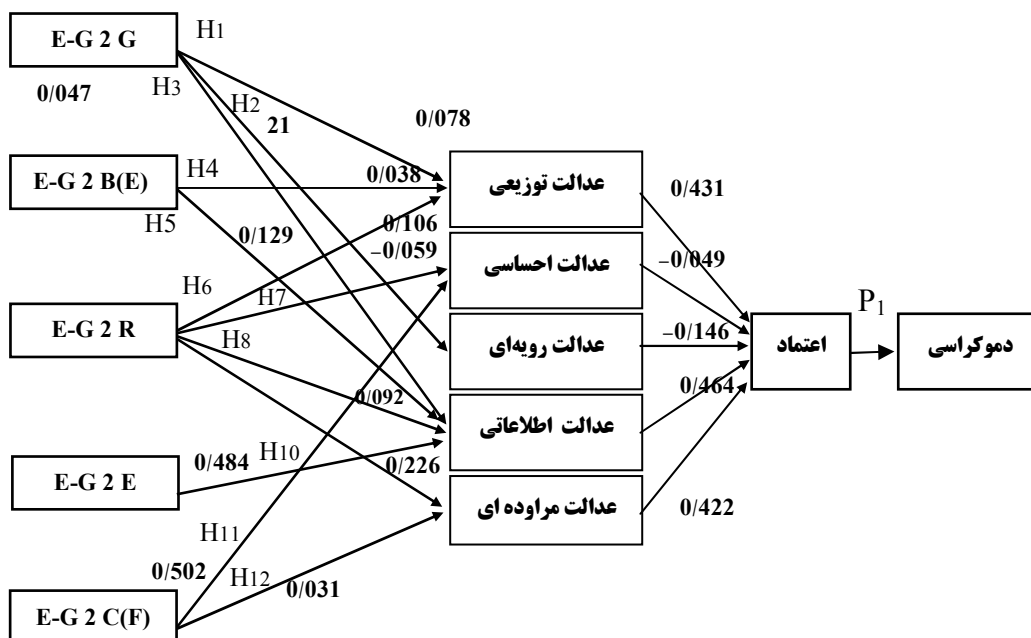 E-G 2 G
H1
0/047
H3
H2
21
0/078
E-G 2 B(E)
H4
0/038
عدالت توزیعی
0/431
H5
0/129
0/106
−0/059
عدالت احساسی
−0/049
E-G 2 R
H6
H7
H8
عدالت رویه‌ای
−0/146
اعتماد
P1
دموکراسی
0/092
عدالت اطلاعاتی
0/464
E-G 2 E
0/484
H10
0/226
عدالت مراوده ای
0/422
H11
0/502
H12
0/031
E-G 2 C(F)